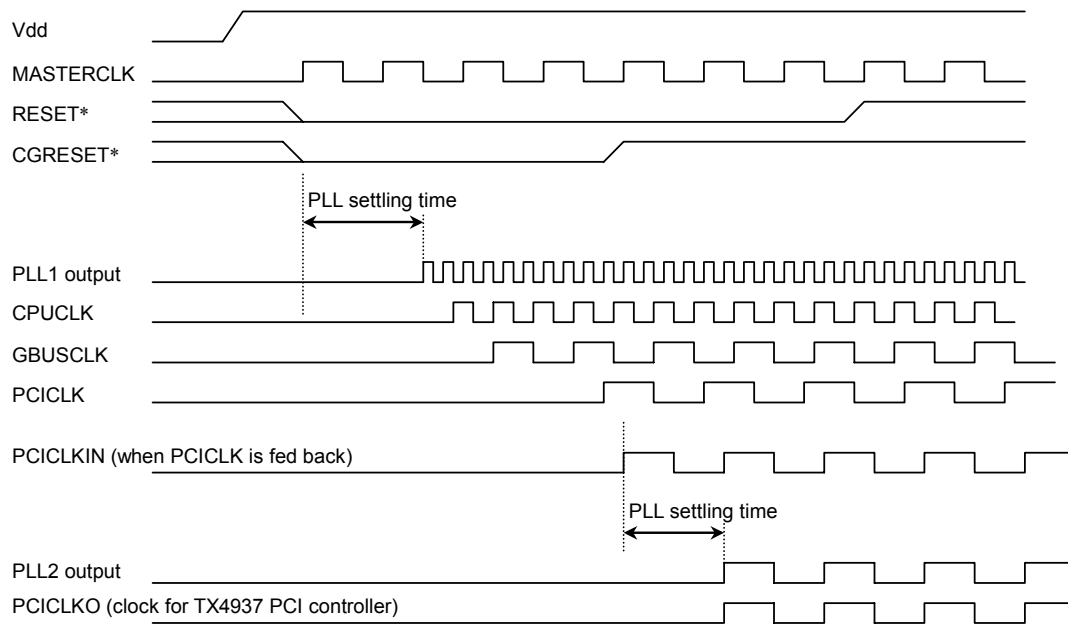 Vdd
MASTERCLK
RESET*
CGRESET*
PLL settling time
PLL1 output
CPUCLK
GBUSCLK
PCICLK
PCICLKIN (when PCICLK is fed back)
PLL settling time
PLL2 output
PCICLKO (clock for TX4937 PCI controller)